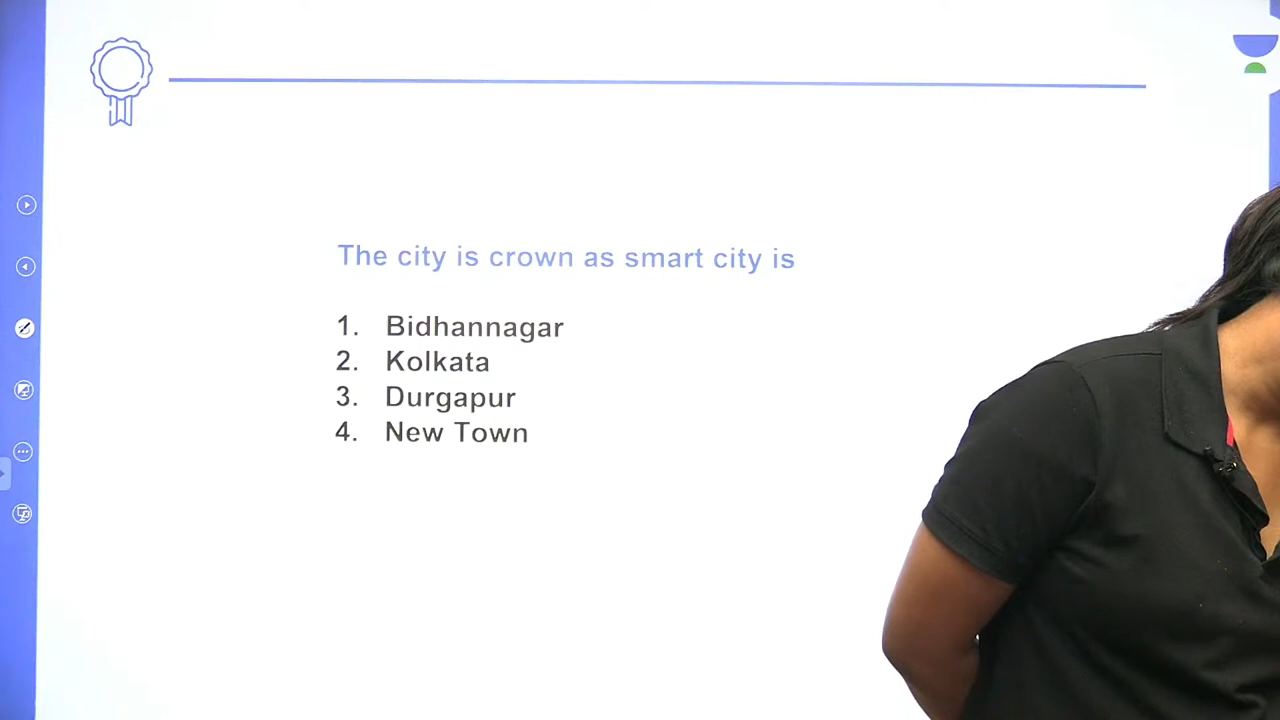 The city is crown as smart city is
1. Bidhannagar
2. Kolkata
3. Durgapur
4. New Town